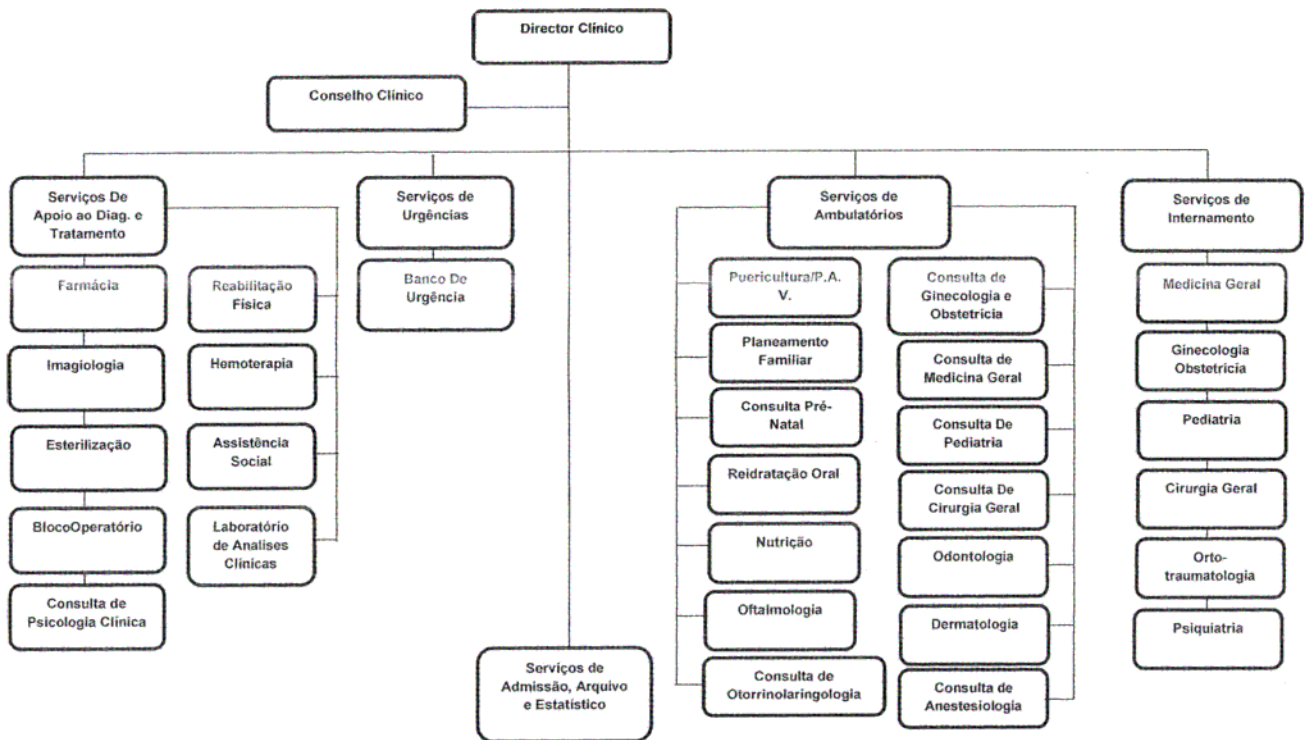 Director Clínico
Conselho Clínico
Serviços De
Apoio ao Diag. e
Tratamento
Farmácia
Imagiologia
Esterilização
BlocoOperatório
Consulta de
Psicologia Clínica
Reabilitação
Física
Hemoterapia
Assistência
Social
Laboratório
de Analises
Clínicas
Serviços de
Urgências
Banco De
Urgência
Serviços de
Admissão, Arquivo
e Estatístico
Serviços de
Ambulatórios
Puericultura/P.A.
V.
Planeamento
Familiar
Consulta Pré-
Natal
Reidratação Oral
Nutrição
Oftalmologia
Consulta de
Otorrinolaringologia
Consulta de
Ginecologia e
Obstetricia
Consulta de
Medicina Geral
Consulta De
Pediatria
Consulta De
Cirurgia Geral
Odontologia
Dermatologia
Consulta de
Anestesiologia
Serviços de
Internamento
Medicina Geral
Ginecologia
Obstetricia
Pediatria
Cirurgia Geral
Orto-
traumatologia
Psiquiatria